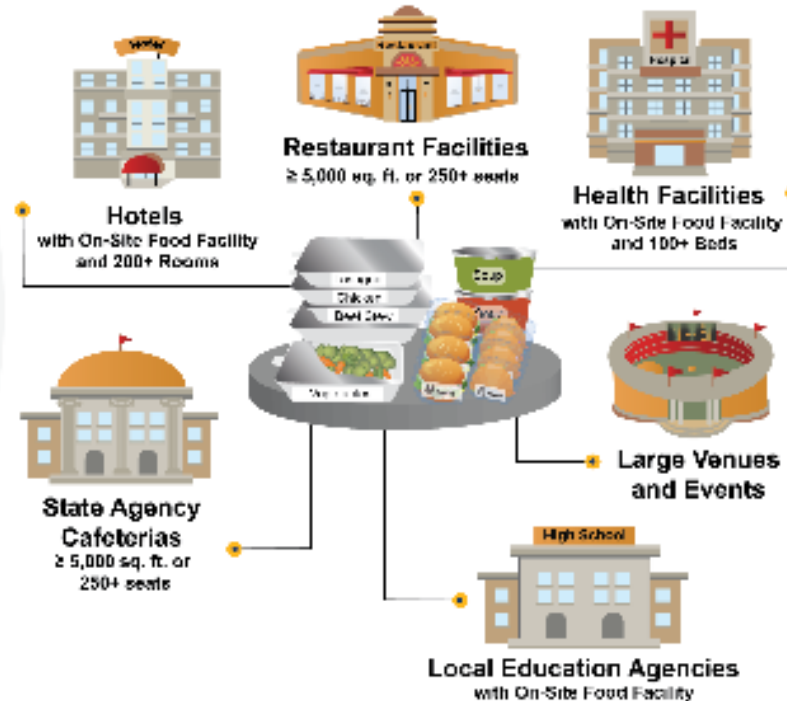 Hotel
Hospital
Restaurant Facilities
≥ 5,000 sq. ft. or 250+ seats
Health Facilities
with On-Site Food Facility
and 100+ Beds
Hotels
with On-Site Food Facility
and 200+ Rooms
Soup
Chicken
Beef Stew
State Agency
Cafeterias
≥ 5,000 sq. ft. or
250+ seats
Large Venues
and Events
High School
Local Education Agencies
with On-Site Food Facility